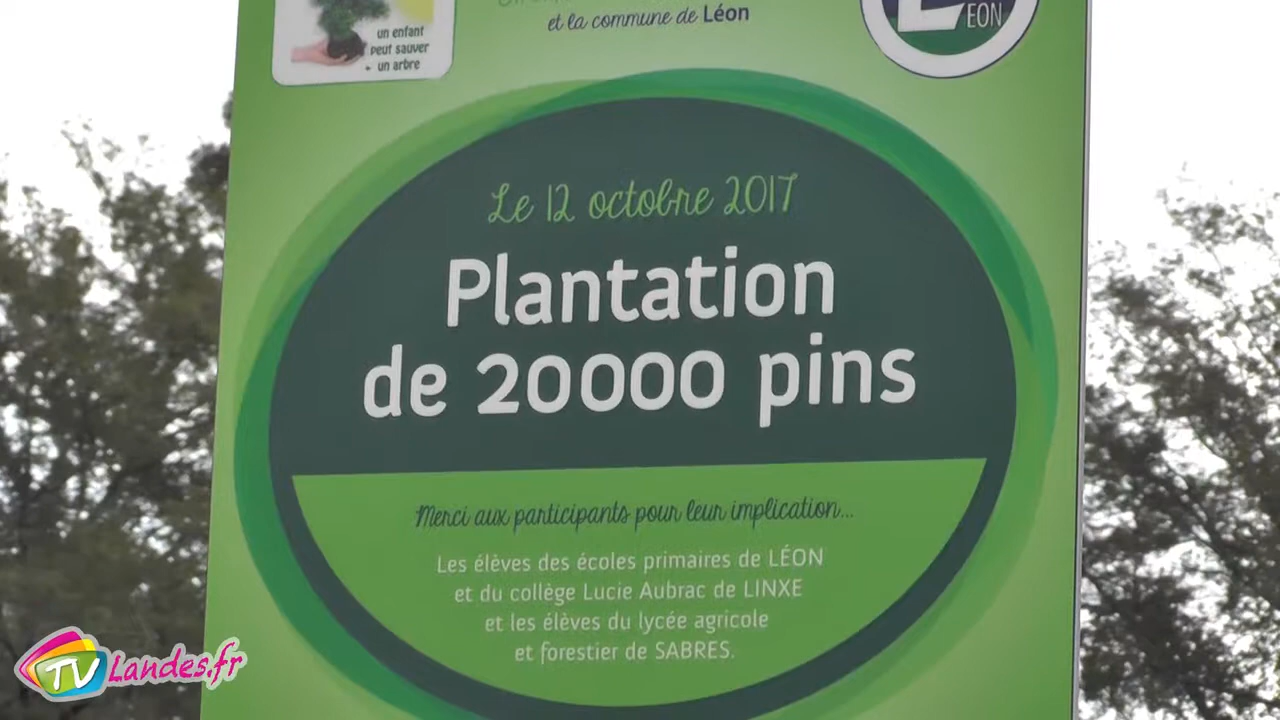 et la commune de Léon
un enfant
peut sauver
un arbre
EON
Le 12 octobre 2017
Plantation
de 20000 pins
Merci aux participants pour leur implication...
Les élèves des écoles primaires de LÉON
et du collège Lucie Aubrac de LINXE
et les élèves du lycée agricole
et forestier de SABRES.
TV Landes.fr